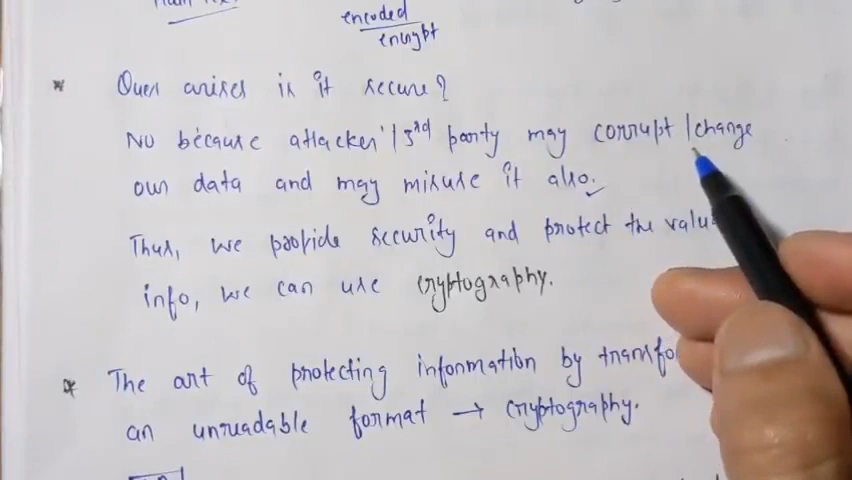 encoded
encrypt
* Ques arises is it secure?
No because attacker'/3rd party may corrupt/change
our data and may misuse it also.
Thus, we provide security and protect the
info, we can use cryptography.
* The art of protecting information by
an unreadable format → cryptography.